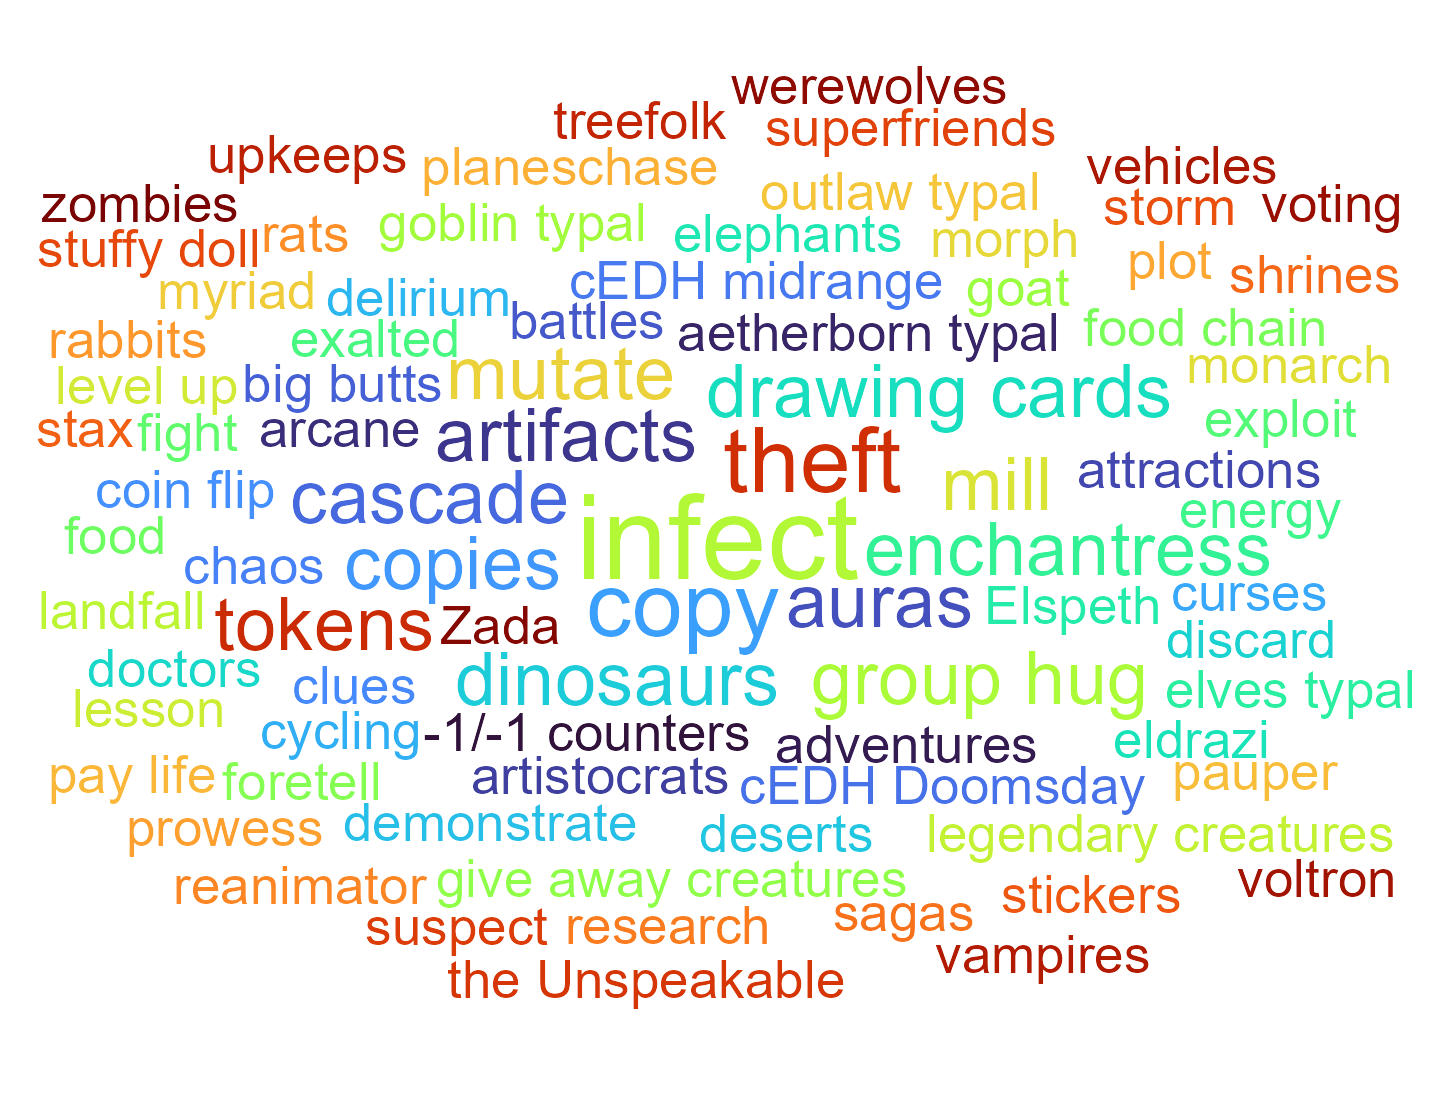 werewolves
treefolk
superfriends
upkeeps
planeschase
vehicles
zombies
outlaw typal
storm
voting
stuffy doll
rats
goblin typal
elephants
morph
plot
shrines
myriad
delirium
cEDH midrange
goat
rabbits
exalted
battles
aetherborn typal
food chain
monarch
level up
big butts
mutate
drawing cards
exploit
stax
fight
arcane
artifacts
theft
mill
attractions
coin flip
cascade
infect
energy
food
chaos
copies
enchantress
landfall
tokens
Zada
copy
auras
Elspeth
curses
discard
doctors
clues
dinosaurs
group hug
elves typal
lesson
cycling
-1/-1 counters
adventures
eldrazi
pay life
foretell
artistocrats
cEDH Doomsday
pauper
prowess
demonstrate
deserts
legendary creatures
reanimator
give away creatures
stickers
voltron
suspect
research
sagas
vampires
the Unspeakable